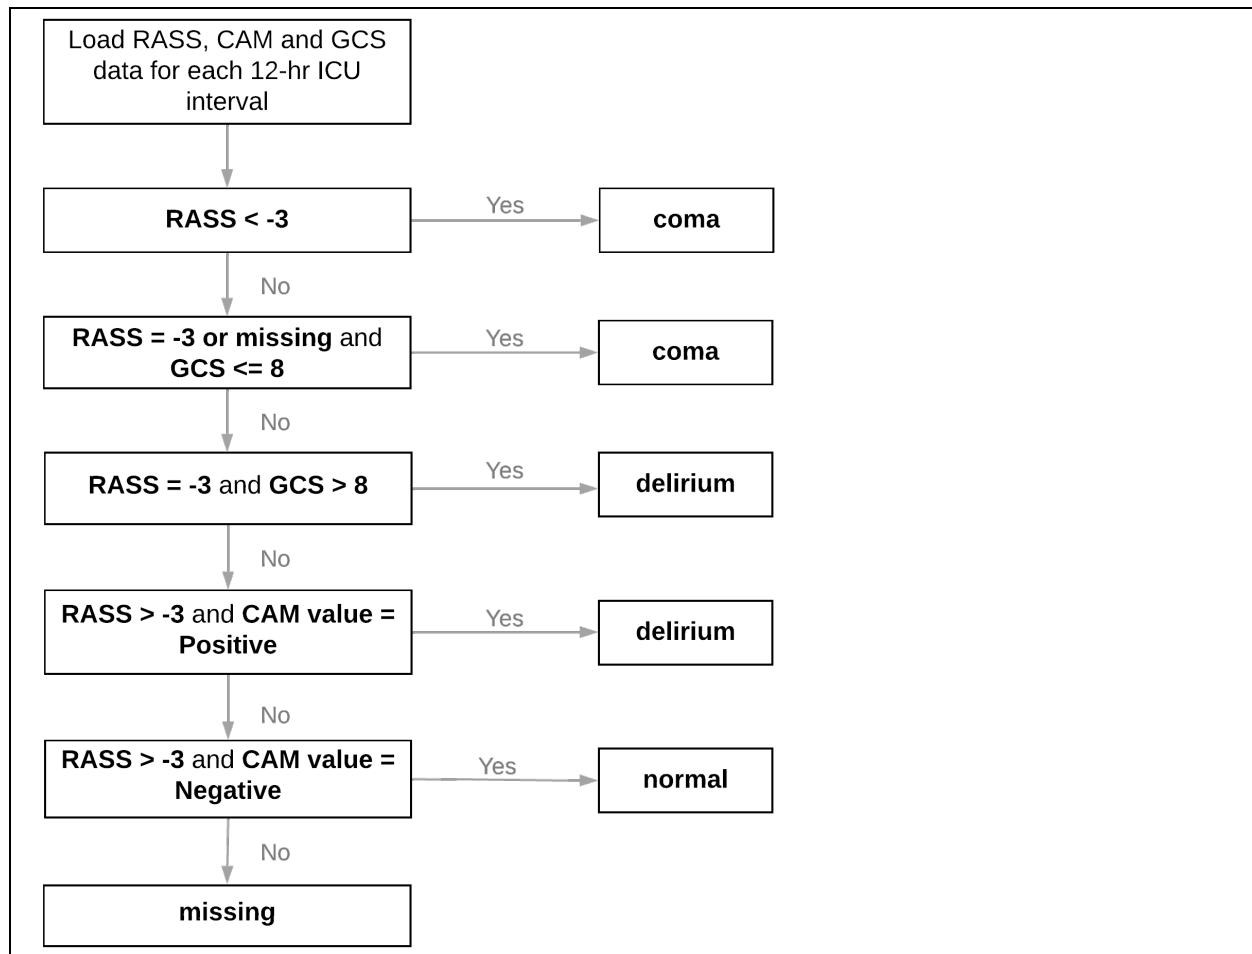 Load RASS, CAM and GCS
data for each 12-hr ICU
interval
RASS < -3
Yes
coma
No
RASS = -3 or missing and
GCS <= 8
Yes
coma
No
RASS = -3 and GCS > 8
Yes
delirium
No
RASS > -3 and CAM value =
Positive
Yes
delirium
No
RASS > -3 and CAM value =
Negative
Yes
normal
No
missing